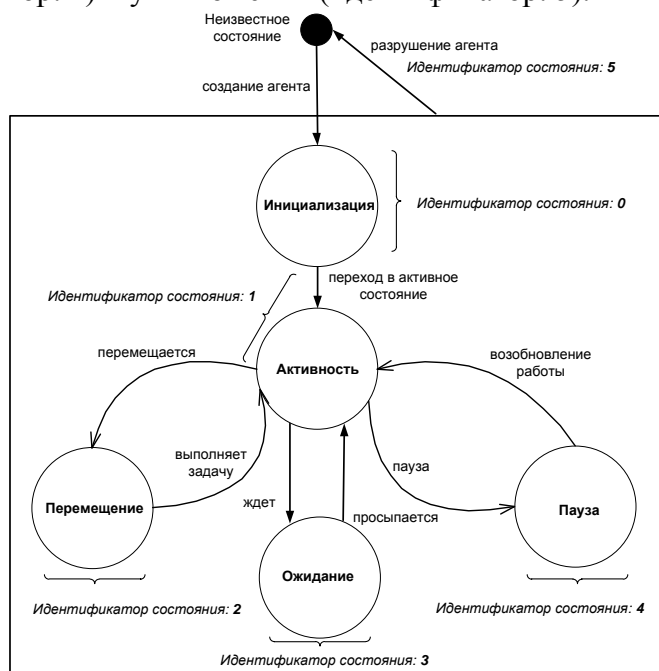 Неизвестное
состояние
разрушение агента
Идентификатор состояния: 5
создание агента
Инициализация
Идентификатор состояния: 0
переход в активное
состояние
Идентификатор состояния: 1
перемещается
Активность
возобновление
работы
выполняет
задачу
пауза
Перемещение
ждет
просыпается
Пауза
Ожидание
Идентификатор состояния: 2
Идентификатор состояния: 4
Идентификатор состояния: 3